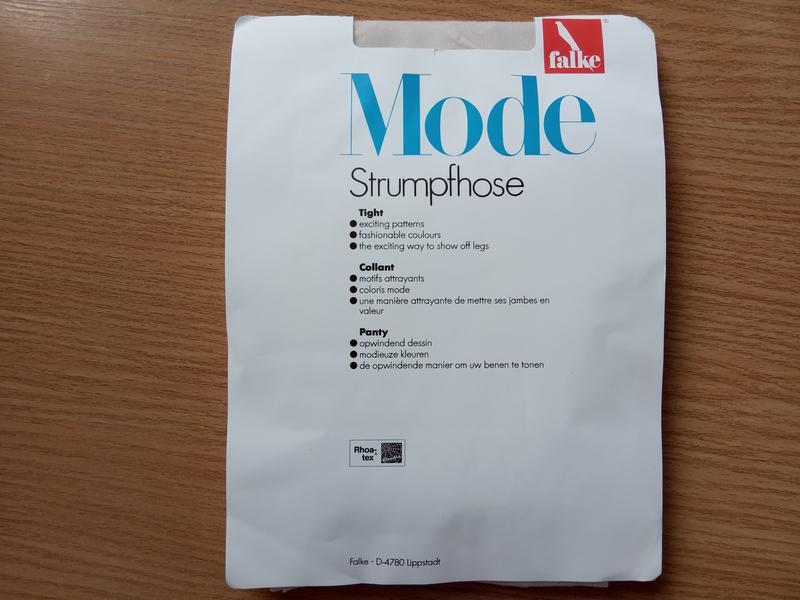 falke®
Mode
Strumpfhose
Tight
● exciting patterns
● fashionable coulours
● the exciting way to show off legs
Collant
● motifs attrayants
● coloris mode
● une manière attrayante de mettre ses jambes en
valeur
Panty
● opwindend dessin
● modieuze kleuren
● de opwindende manier om uw benen te tonen
Rhoa-
tex
Falke · D-4780 Lippstadt